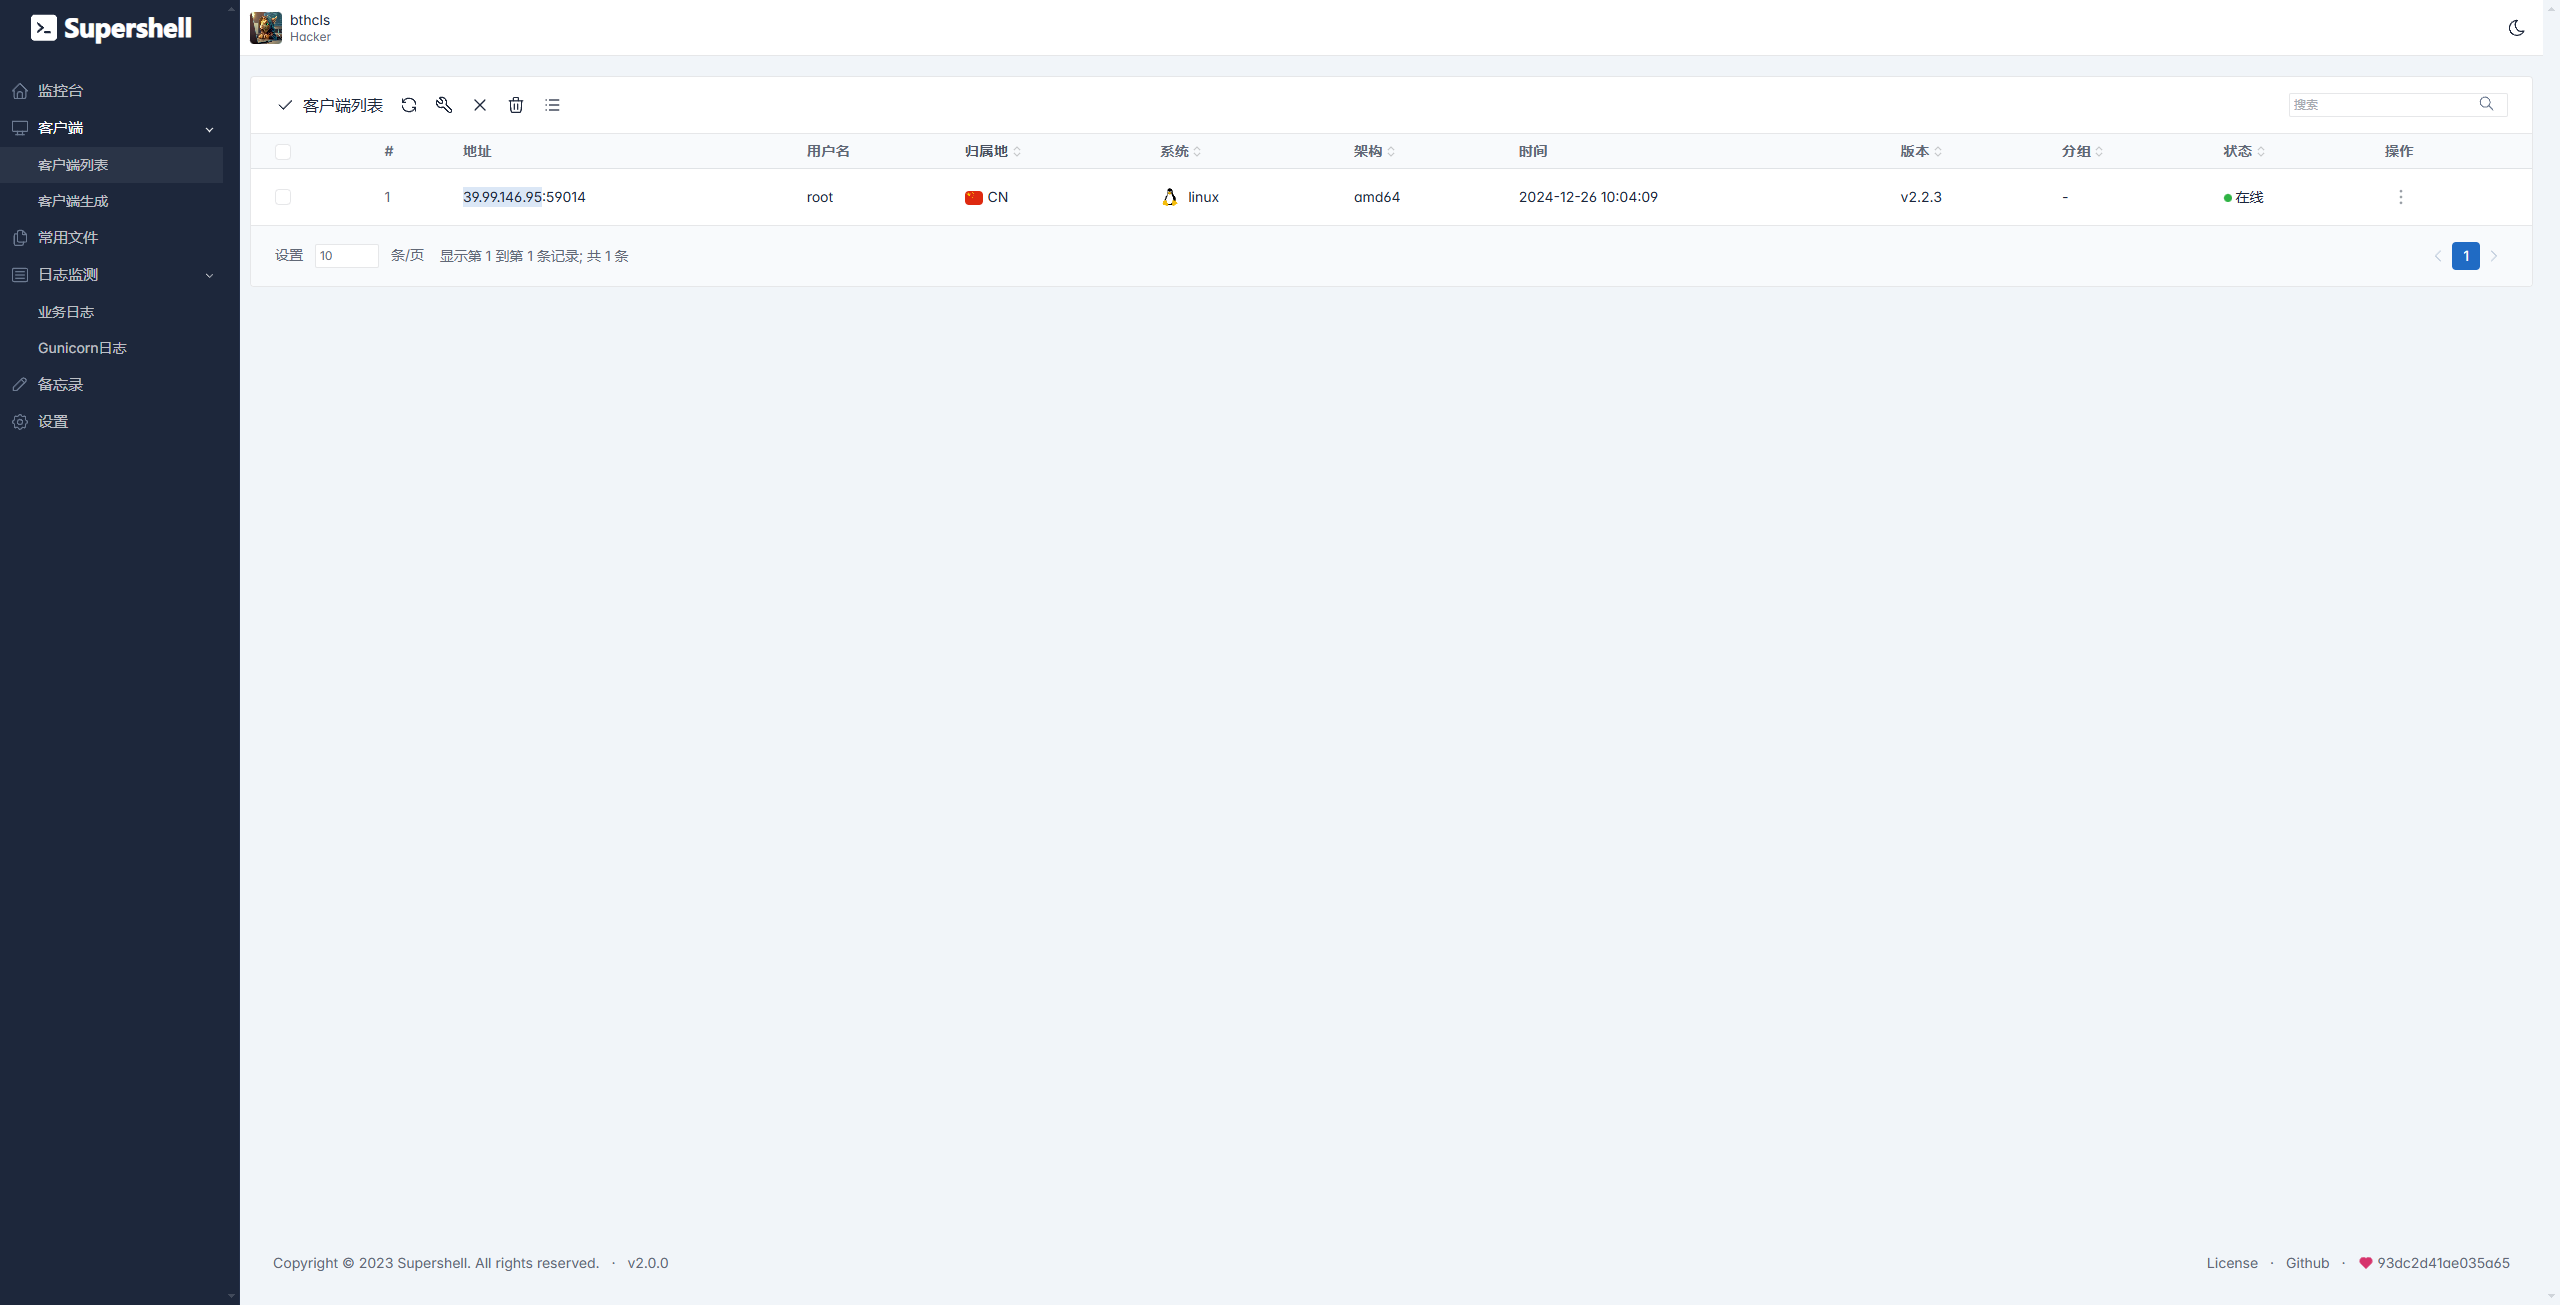 Supershell
监控台
客户端
客户端列表
客户端生成
常用文件
日志监测
业务日志
Gunicorn日志
备忘录
设置
bthcls
Hacker
客户端列表
搜索
# 地址 用户名 归属地 系统 架构 时间 版本 分组 状态 操作
1 39.99.146.95:59014 root CN linux amd64 2024-12-26 10:04:09 v2.2.3 - 在线
设置 10 条/页 显示第 1 到第 1 条记录; 共 1 条
1
Copyright © 2023 Supershell. All rights reserved. · v2.0.0
License · Github · 93dc2d41ae035a65